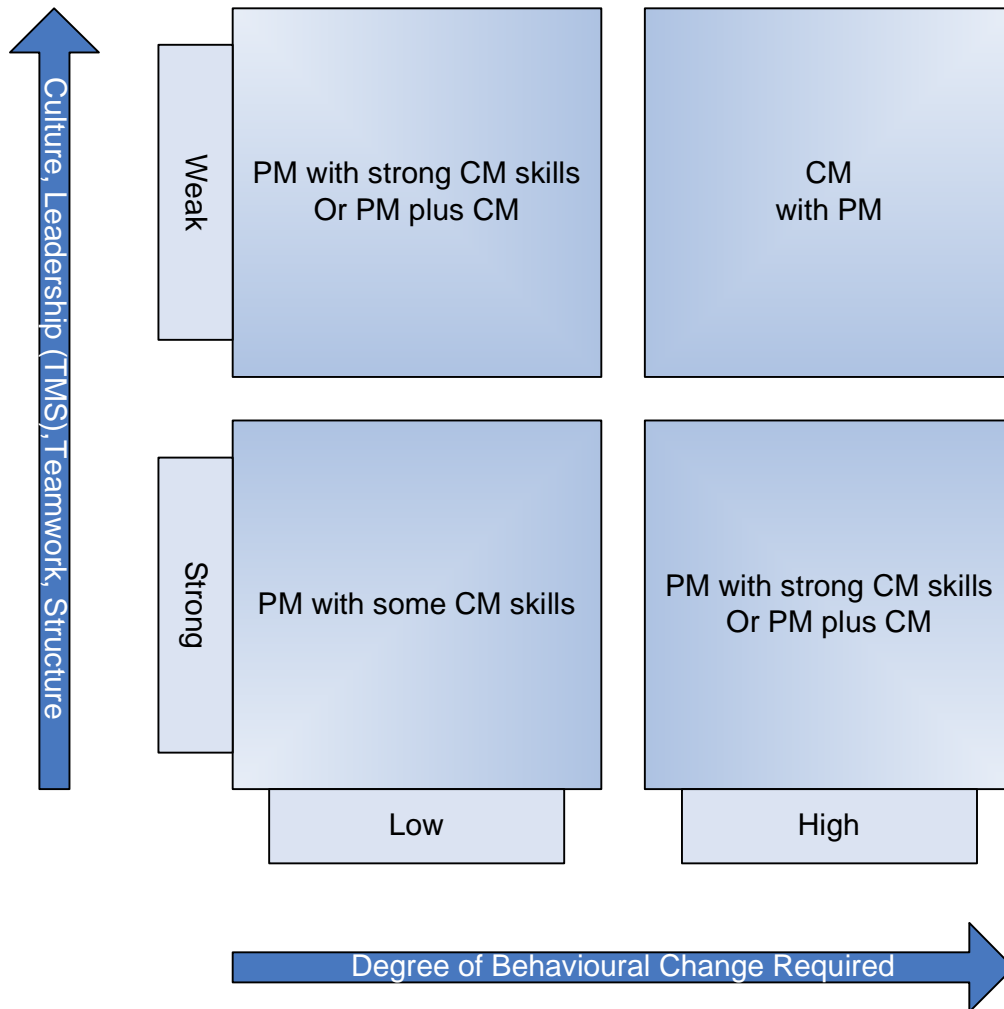 Culture, Leadership (TMS),Teamwork, Structure
Weak
PM with strong CM skills
Or PM plus CM
CM
with PM
Strong
PM with some CM skills
PM with strong CM skills
Or PM plus CM
Low
High
Degree of Behavioural Change Required